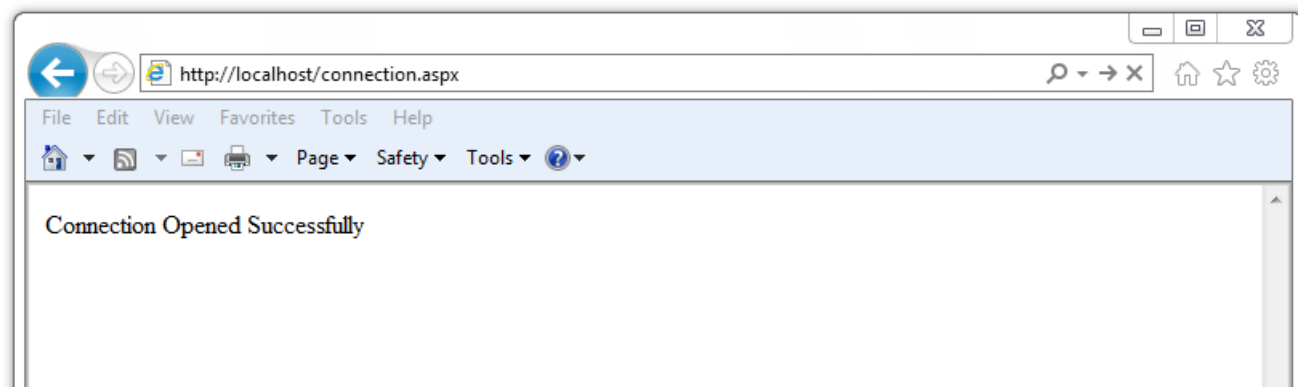 http://localhost/connection.aspx
File Edit View Favorites Tools Help
Page Safety Tools
Connection Opened Successfully